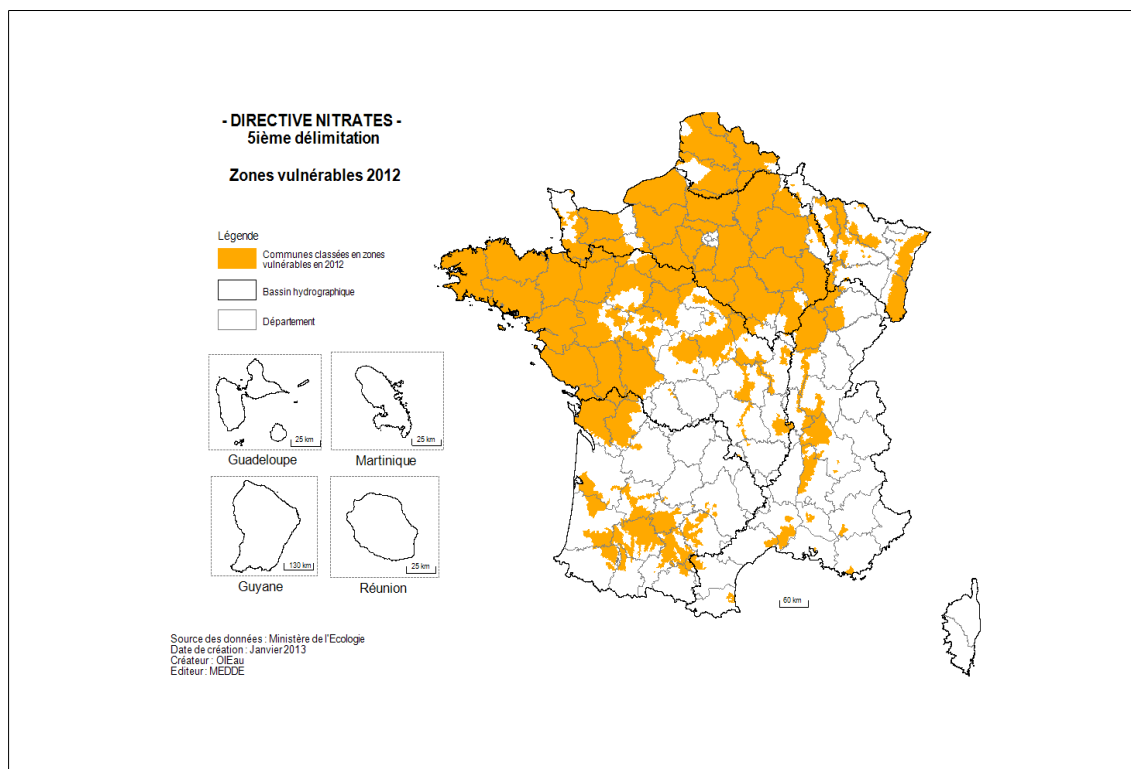 - DIRECTIVE NITRATES -
5ième délimitation
Zones vulnérables 2012
Légende
Communes classées en zones
vulnérables en 2012
Bassin hydrographique
Département
25 km
Guadeloupe
25 km
Martinique
130 km
Guyane
25 km
Réunion
60 km
Source des données : Ministère de l'Ecologie
Date de création : Janvier 2013
Créateur : OIEau
Editeur : MEDDE